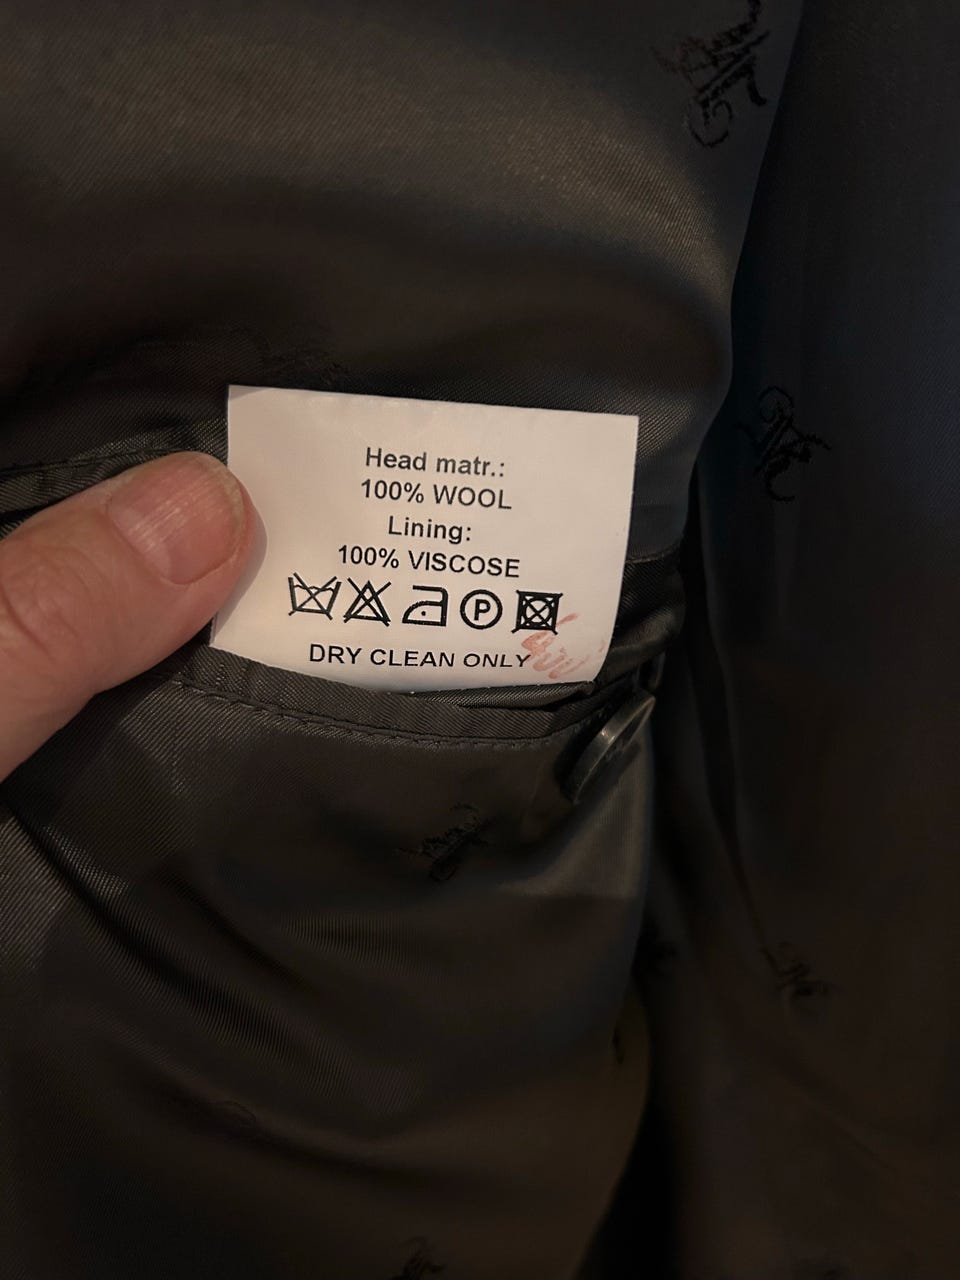 Head matr.:
100% WOOL
Lining:
100% VISCOSE
P
DRY CLEAN ONLY